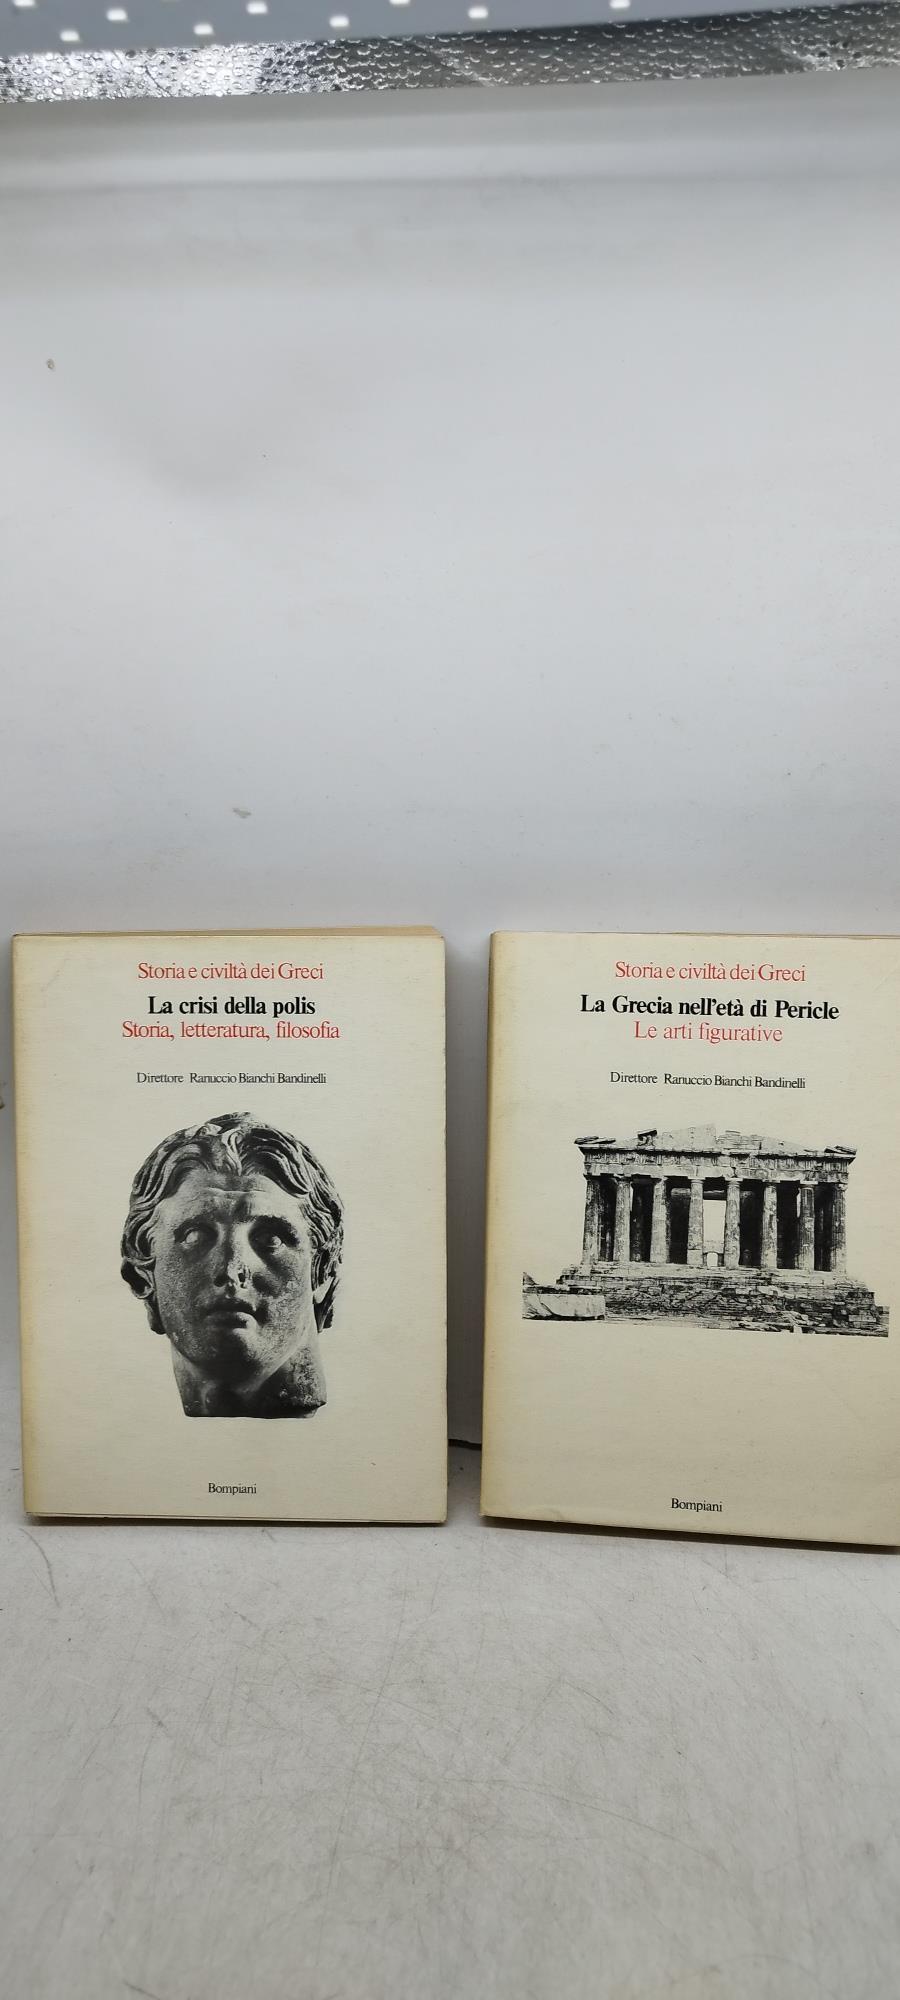 Storia e civiltà dei Greci
La crisi della polis
Storia, letteratura, filosofia
Direttore Ranuccio Bianchi Bandinelli
Bompiani
Storia e civiltà dei Greci
La Grecia nell'età di Pericle
Le arti figurative
Direttore Ranuccio Bianchi Bandinelli
Bompiani